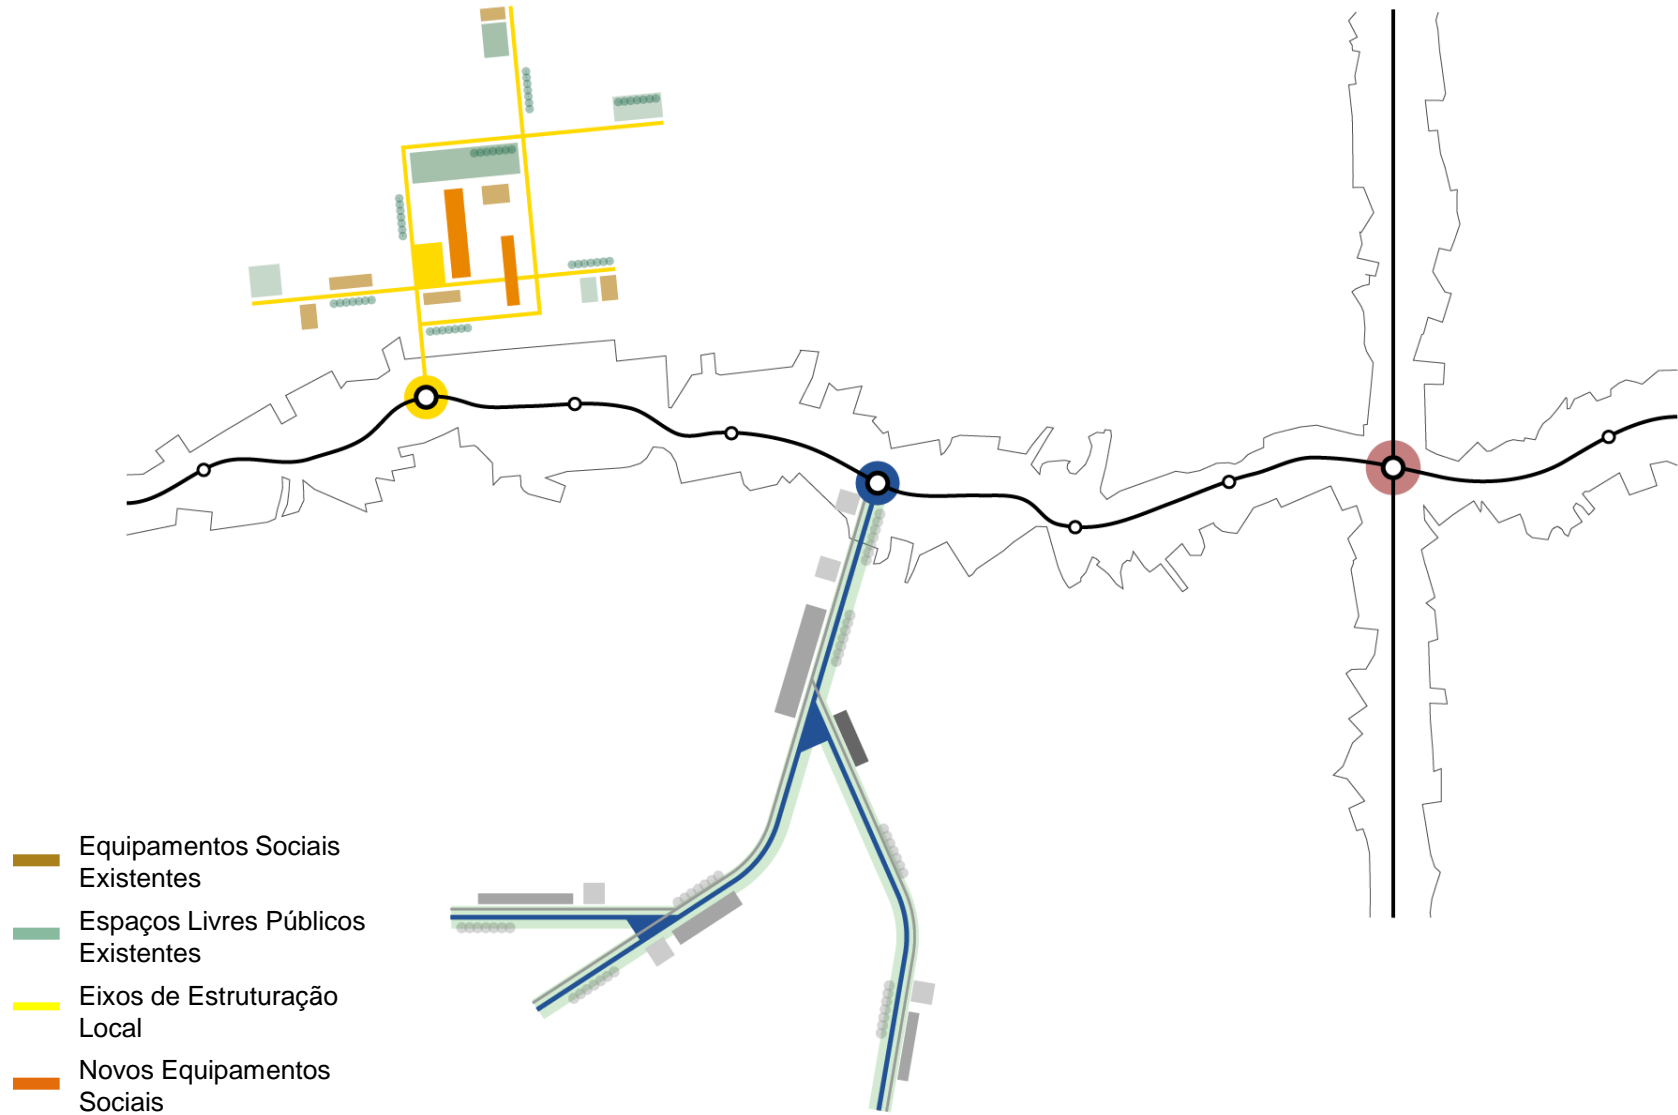 Equipamentos Sociais
Existentes
Espaços Livres Públicos
Existentes
Eixos de Estruturação
Local
Novos Equipamentos
Sociais